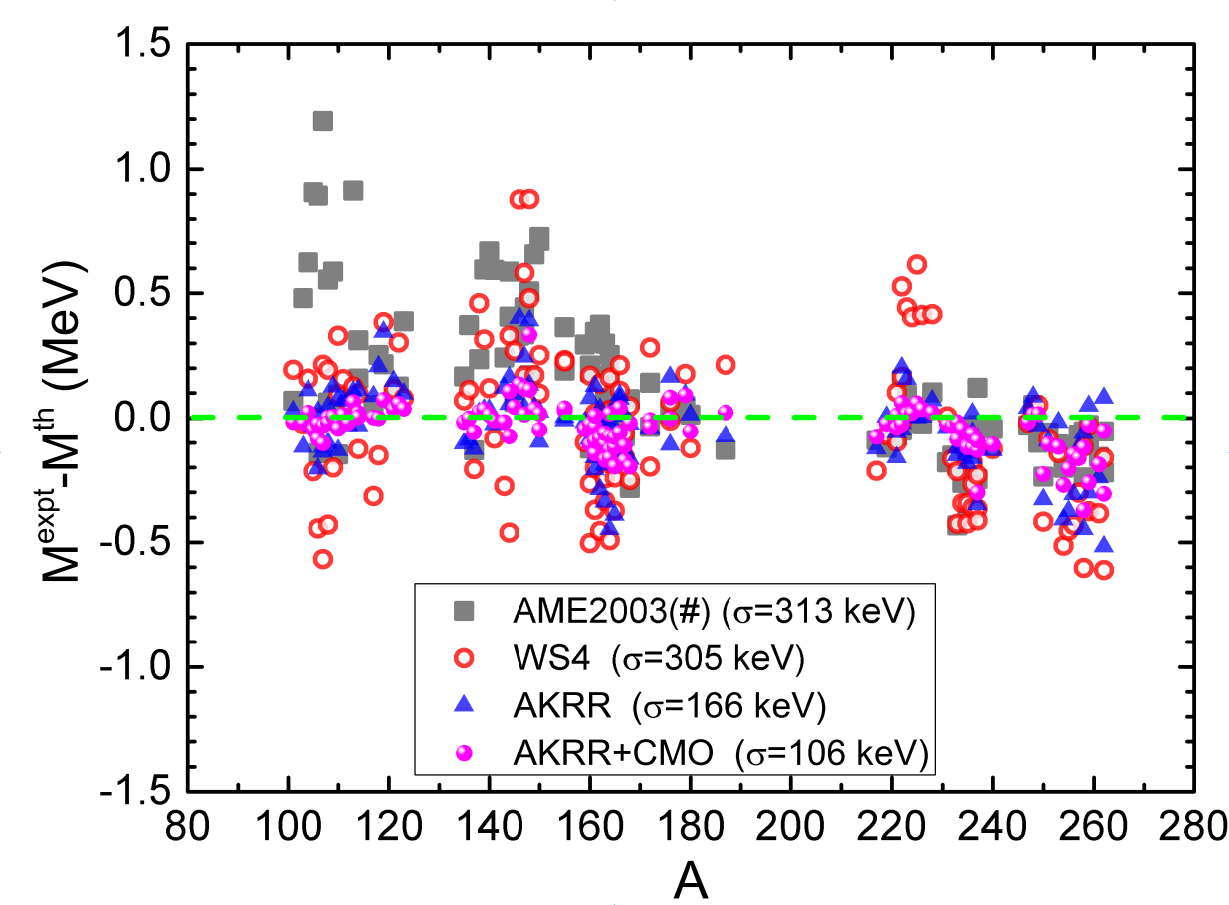 1.5
1.0
0.5
0.0
-0.5
-1.0
-1.5
M^expt-M^th (MeV)
AME2003(#) (σ=313 keV)
WS4 (σ=305 keV)
AKRR (σ=166 keV)
AKRR+CMO (σ=106 keV)
80 100 120 140 160 180 200 220 240 260 280
A